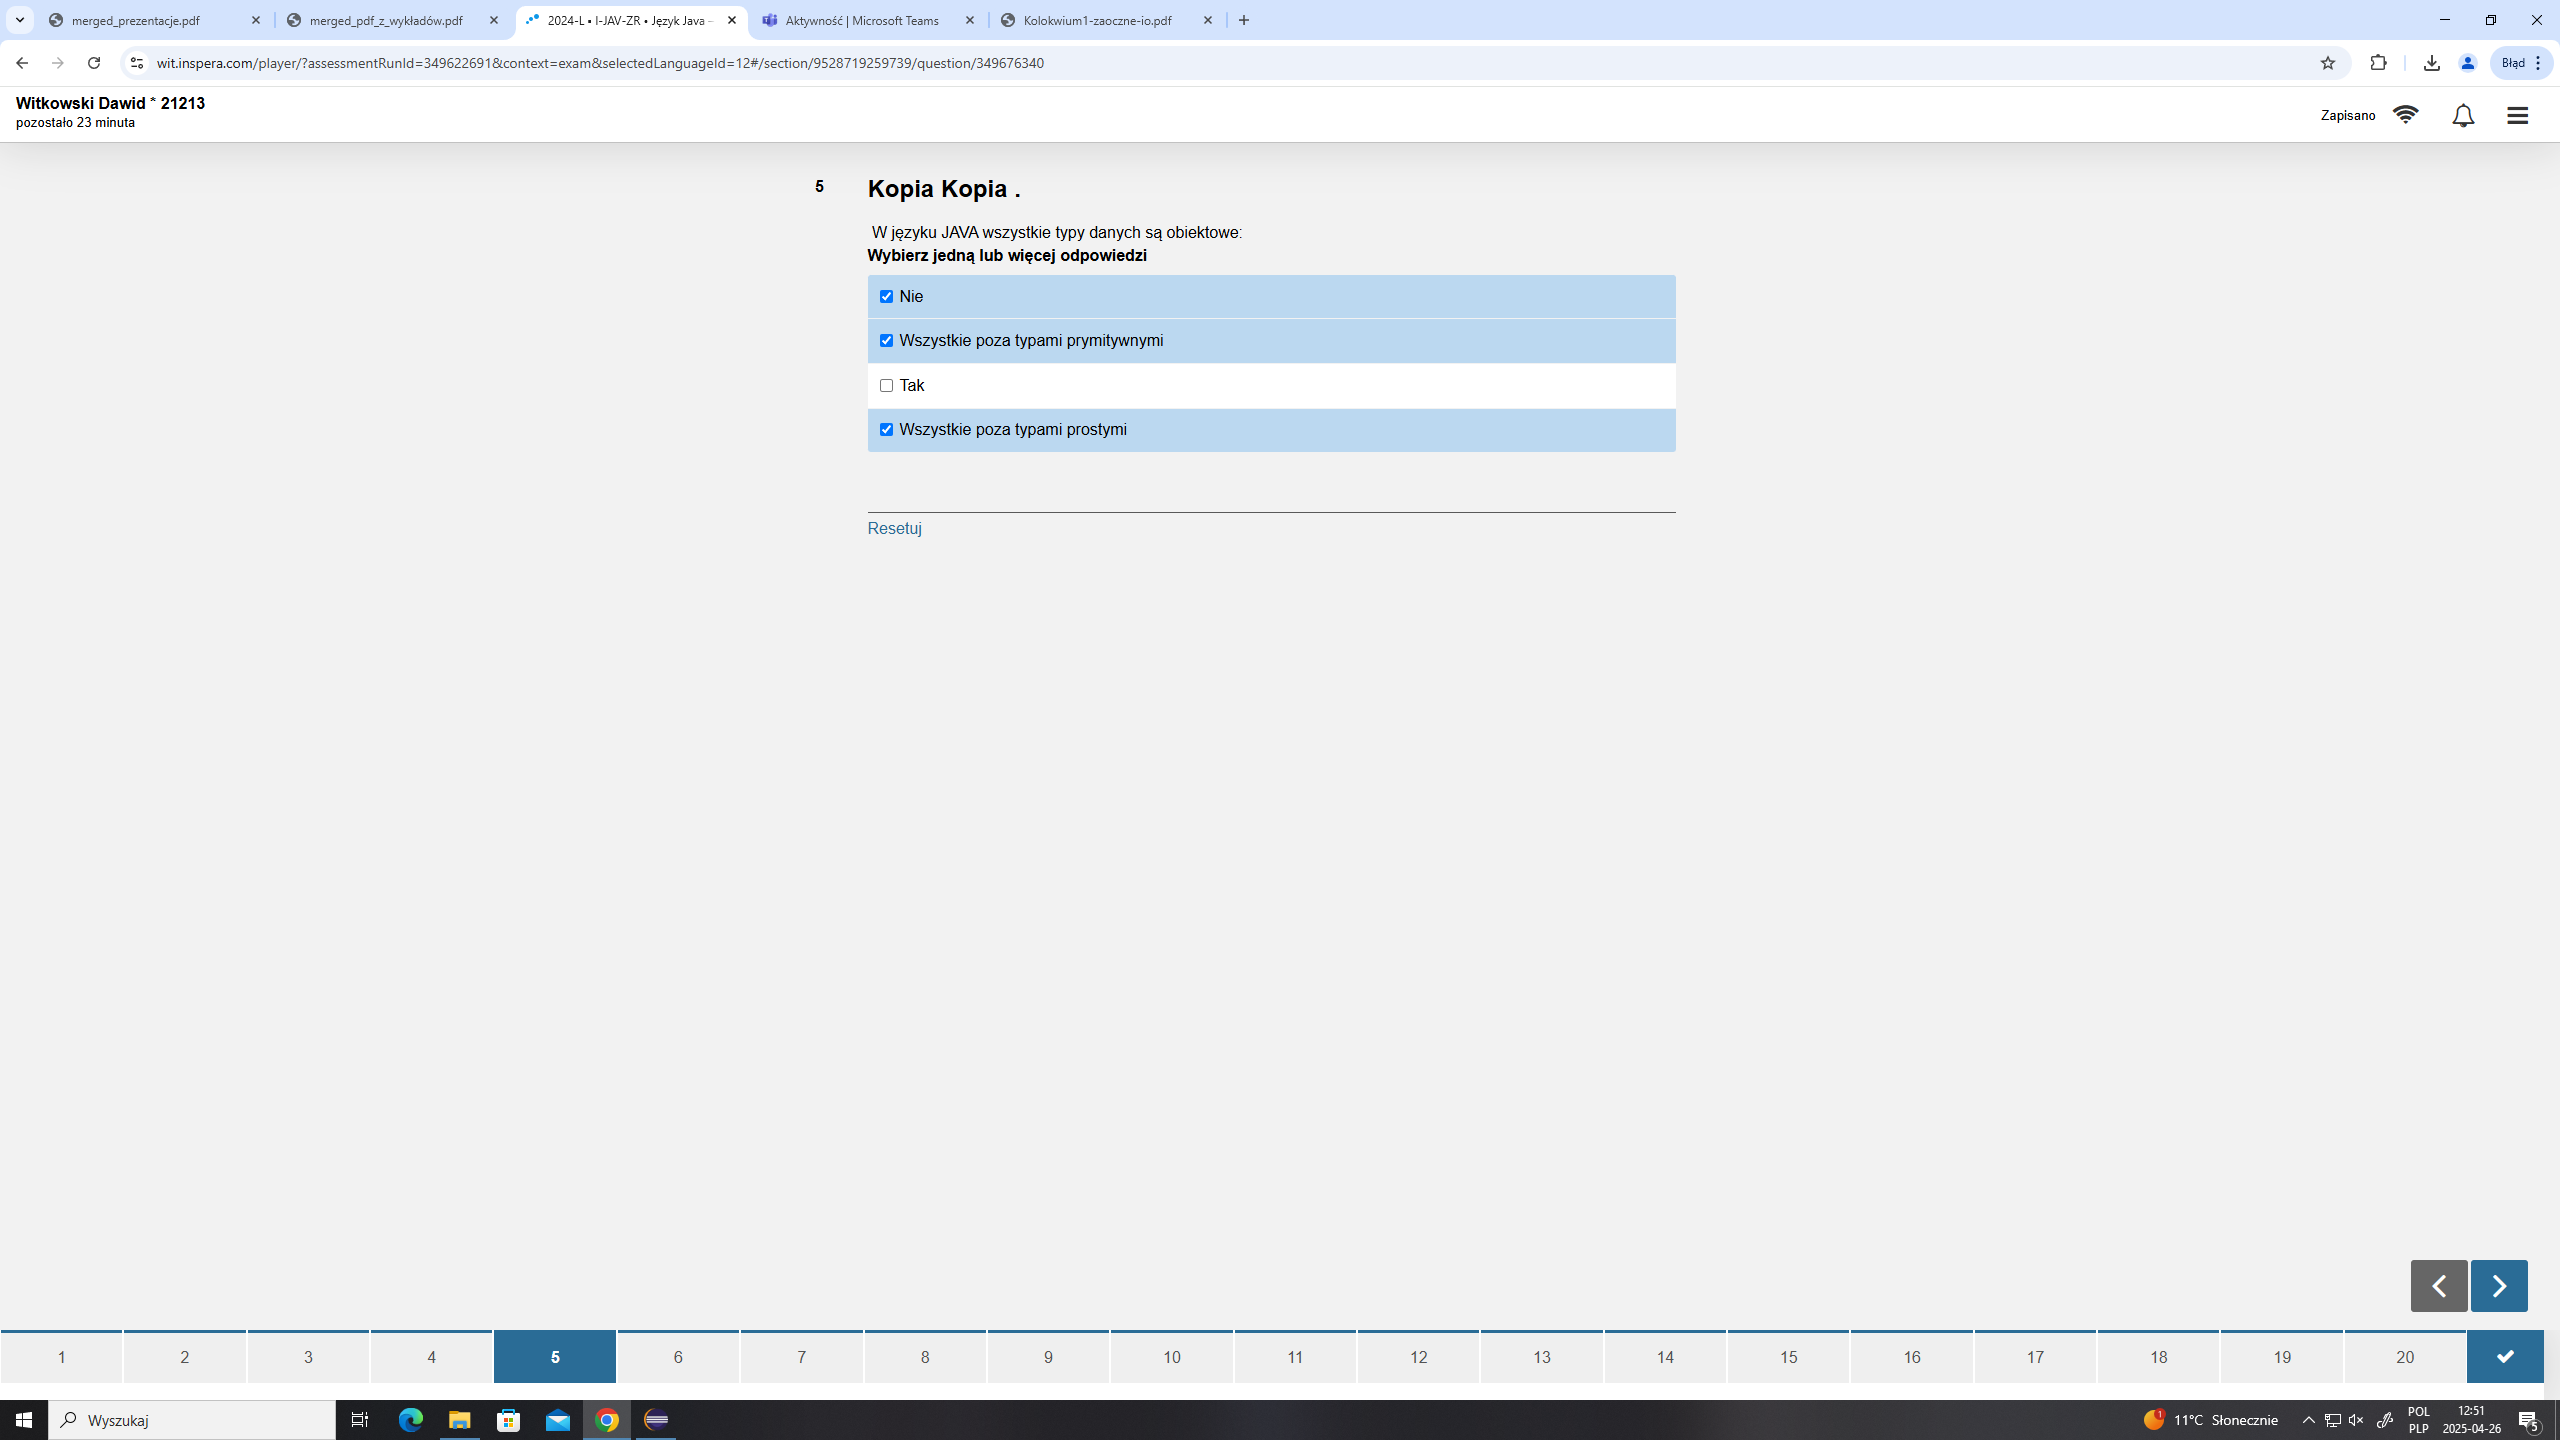 merged_prezentacje.pdf
merged_pdf_z_wykładów.pdf
2024-L • I-JAV-ZR • Język Java –
Aktywność | Microsoft Teams
Kolokwium1-zaoczne-io.pdf
wit.inspera.com/player/?assessmentRunId=349622691&context=exam&selectedLanguageId=12#/section/9528719259739/question/349676340
Błąd
Witkowski Dawid * 21213
pozostało 23 minuta
Zapisano
5
Kopia Kopia .
W języku JAVA wszystkie typy danych są obiektowe:
Wybierz jedną lub więcej odpowiedzi
Nie
Wszystkie poza typami prymitywnymi
Tak
Wszystkie poza typami prostymi
Resetuj
1 2 3 4 5 6 7 8 9 10 11 12 13 14 15 16 17 18 19 20
Wyszukaj
1
11°C Słonecznie
POL
PLP
12:51
2025-04-26
5